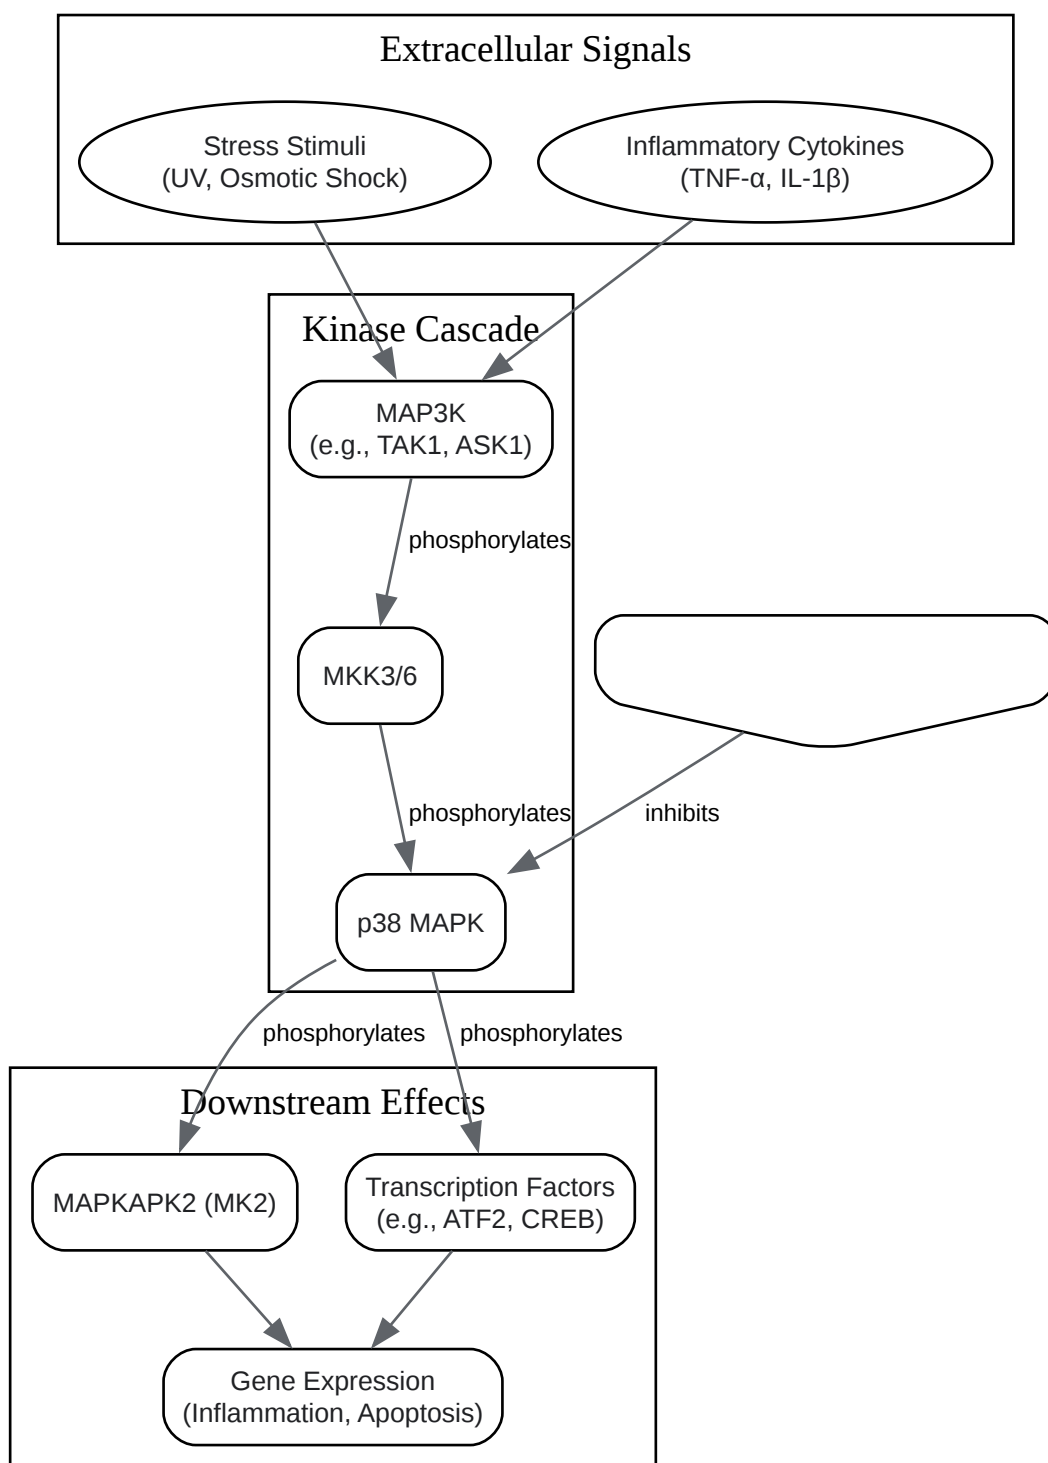 Extracellular Signals
Stress Stimuli
(UV, Osmotic Shock)
Inflammatory Cytokines
(TNF-α, IL-1β)
Kinase Cascade
MAP3K
(e.g., TAK1, ASK1)
phosphorylates
MKK3/6
phosphorylates
inhibits
p38 MAPK
phosphorylates
phosphorylates
Downstream Effects
MAPKAPK2 (MK2)
Transcription Factors
(e.g., ATF2, CREB)
Gene Expression
(Inflammation, Apoptosis)